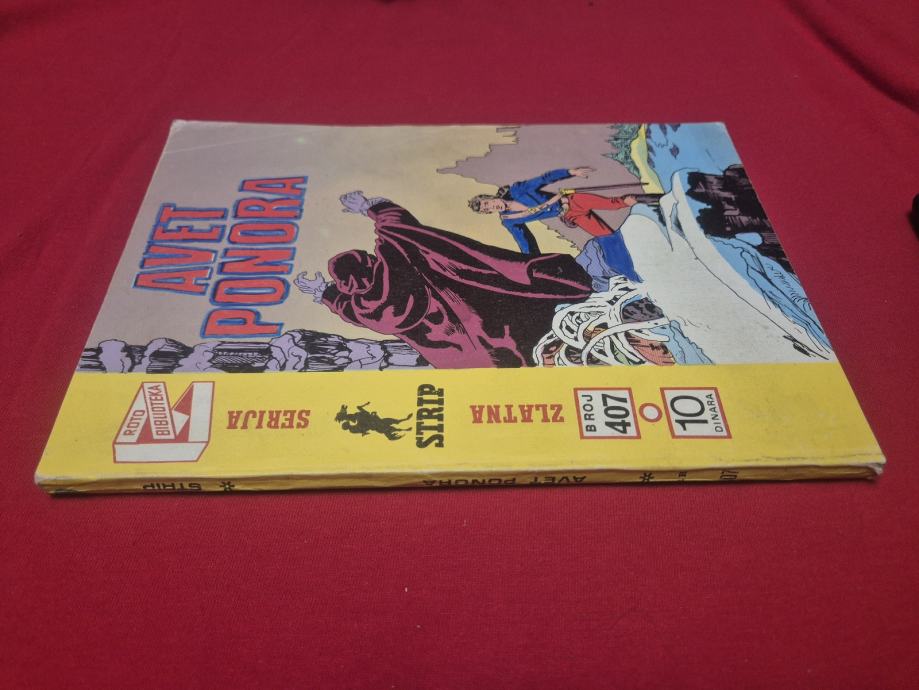 AVET
PONORA
ROTO
BIBLIOTEKA
SERIJA
STRIP
ZLATNA
BROJ
407
10
DINARA
STRIP * AVET PONORA *